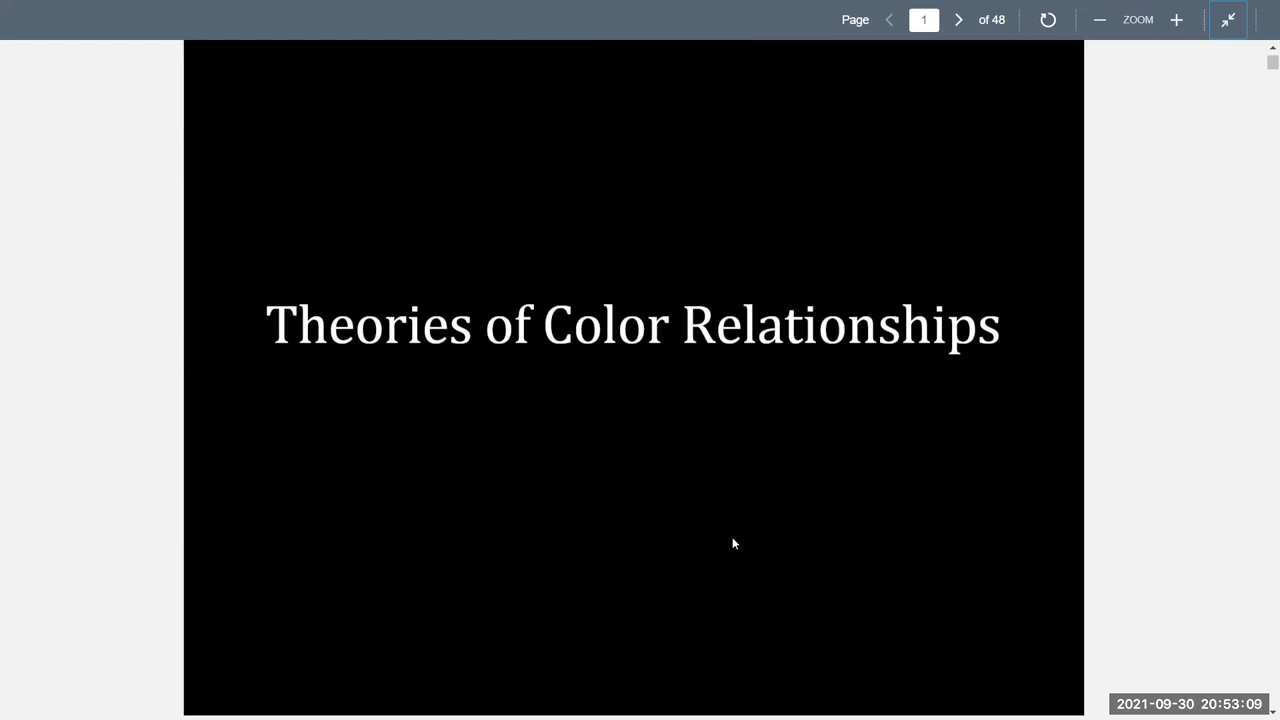 Page 1 of 48 ZOOM
Theories of Color Relationships
2021-09-30 20:53:09